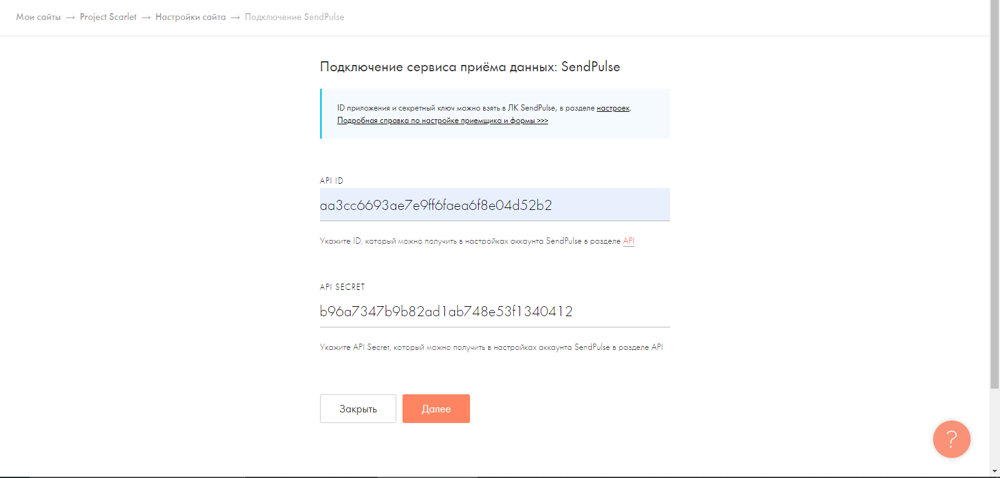 Мои сайты → Project Scarlet → Настройки сайта → Подключение SendPulse
Подключение сервиса приёма данных: SendPulse
ID приложения и секретный ключ можно взять в ЛК SendPulse, в разделе настроек.
Подробная справка по настройке приемщика и формы >>>
API ID
aa3cc6693ae7e9ff6faea6f8e04d52b2
Укажите ID, который можно получить в настройках аккаунта SendPulse в разделе API
API SECRET
b96a7347b9b82ad1ab748e53f1340412
Укажите API Secret, который можно получить в настройках аккаунта SendPulse в разделе API
Закрыть Далее
?